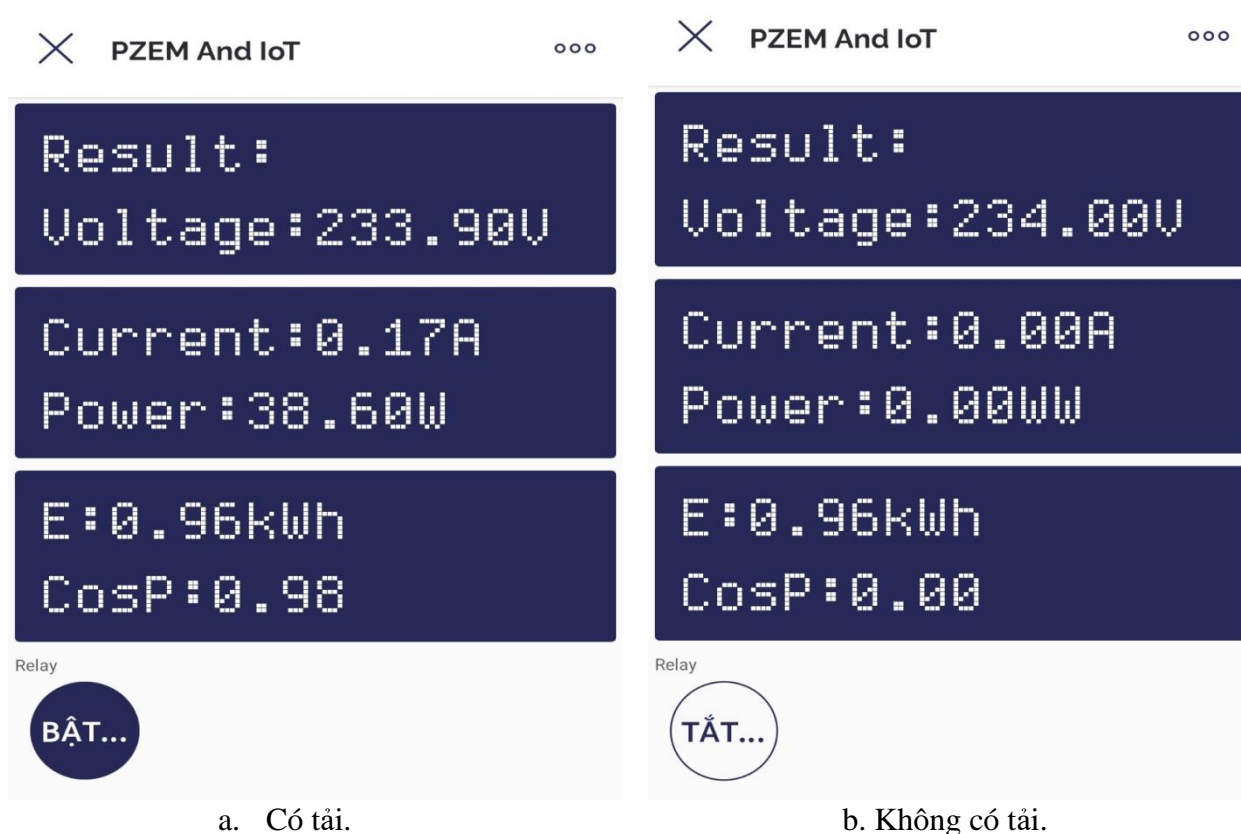 PZEM And IoT
Result:
Voltage:233.90V
Current:0.17A
Power:38.60W
E:0.96kWh
CosP:0.98
Relay
BẬT...
a. Có tải.
PZEM And IoT
Result:
Voltage:234.00V
Current:0.00A
Power:0.00WW
E:0.96kWh
CosP:0.00
Relay
TẮT...
b. Không có tải.